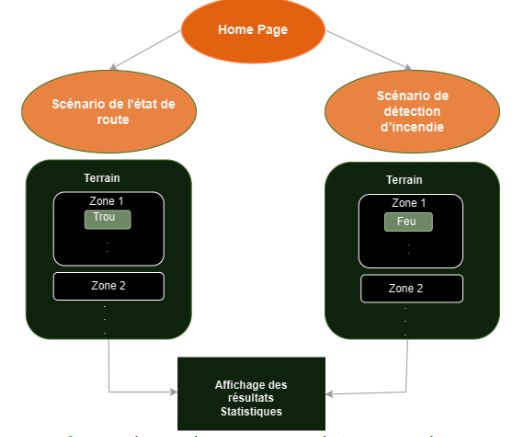 Home Page
Scénario de l'état de
route
Scénario de
détection
d'incendie
Terrain
Zone 1
Trou
Zone 2
Terrain
Zone 1
Feu
Zone 2
Affichage des
résultats
Statistiques